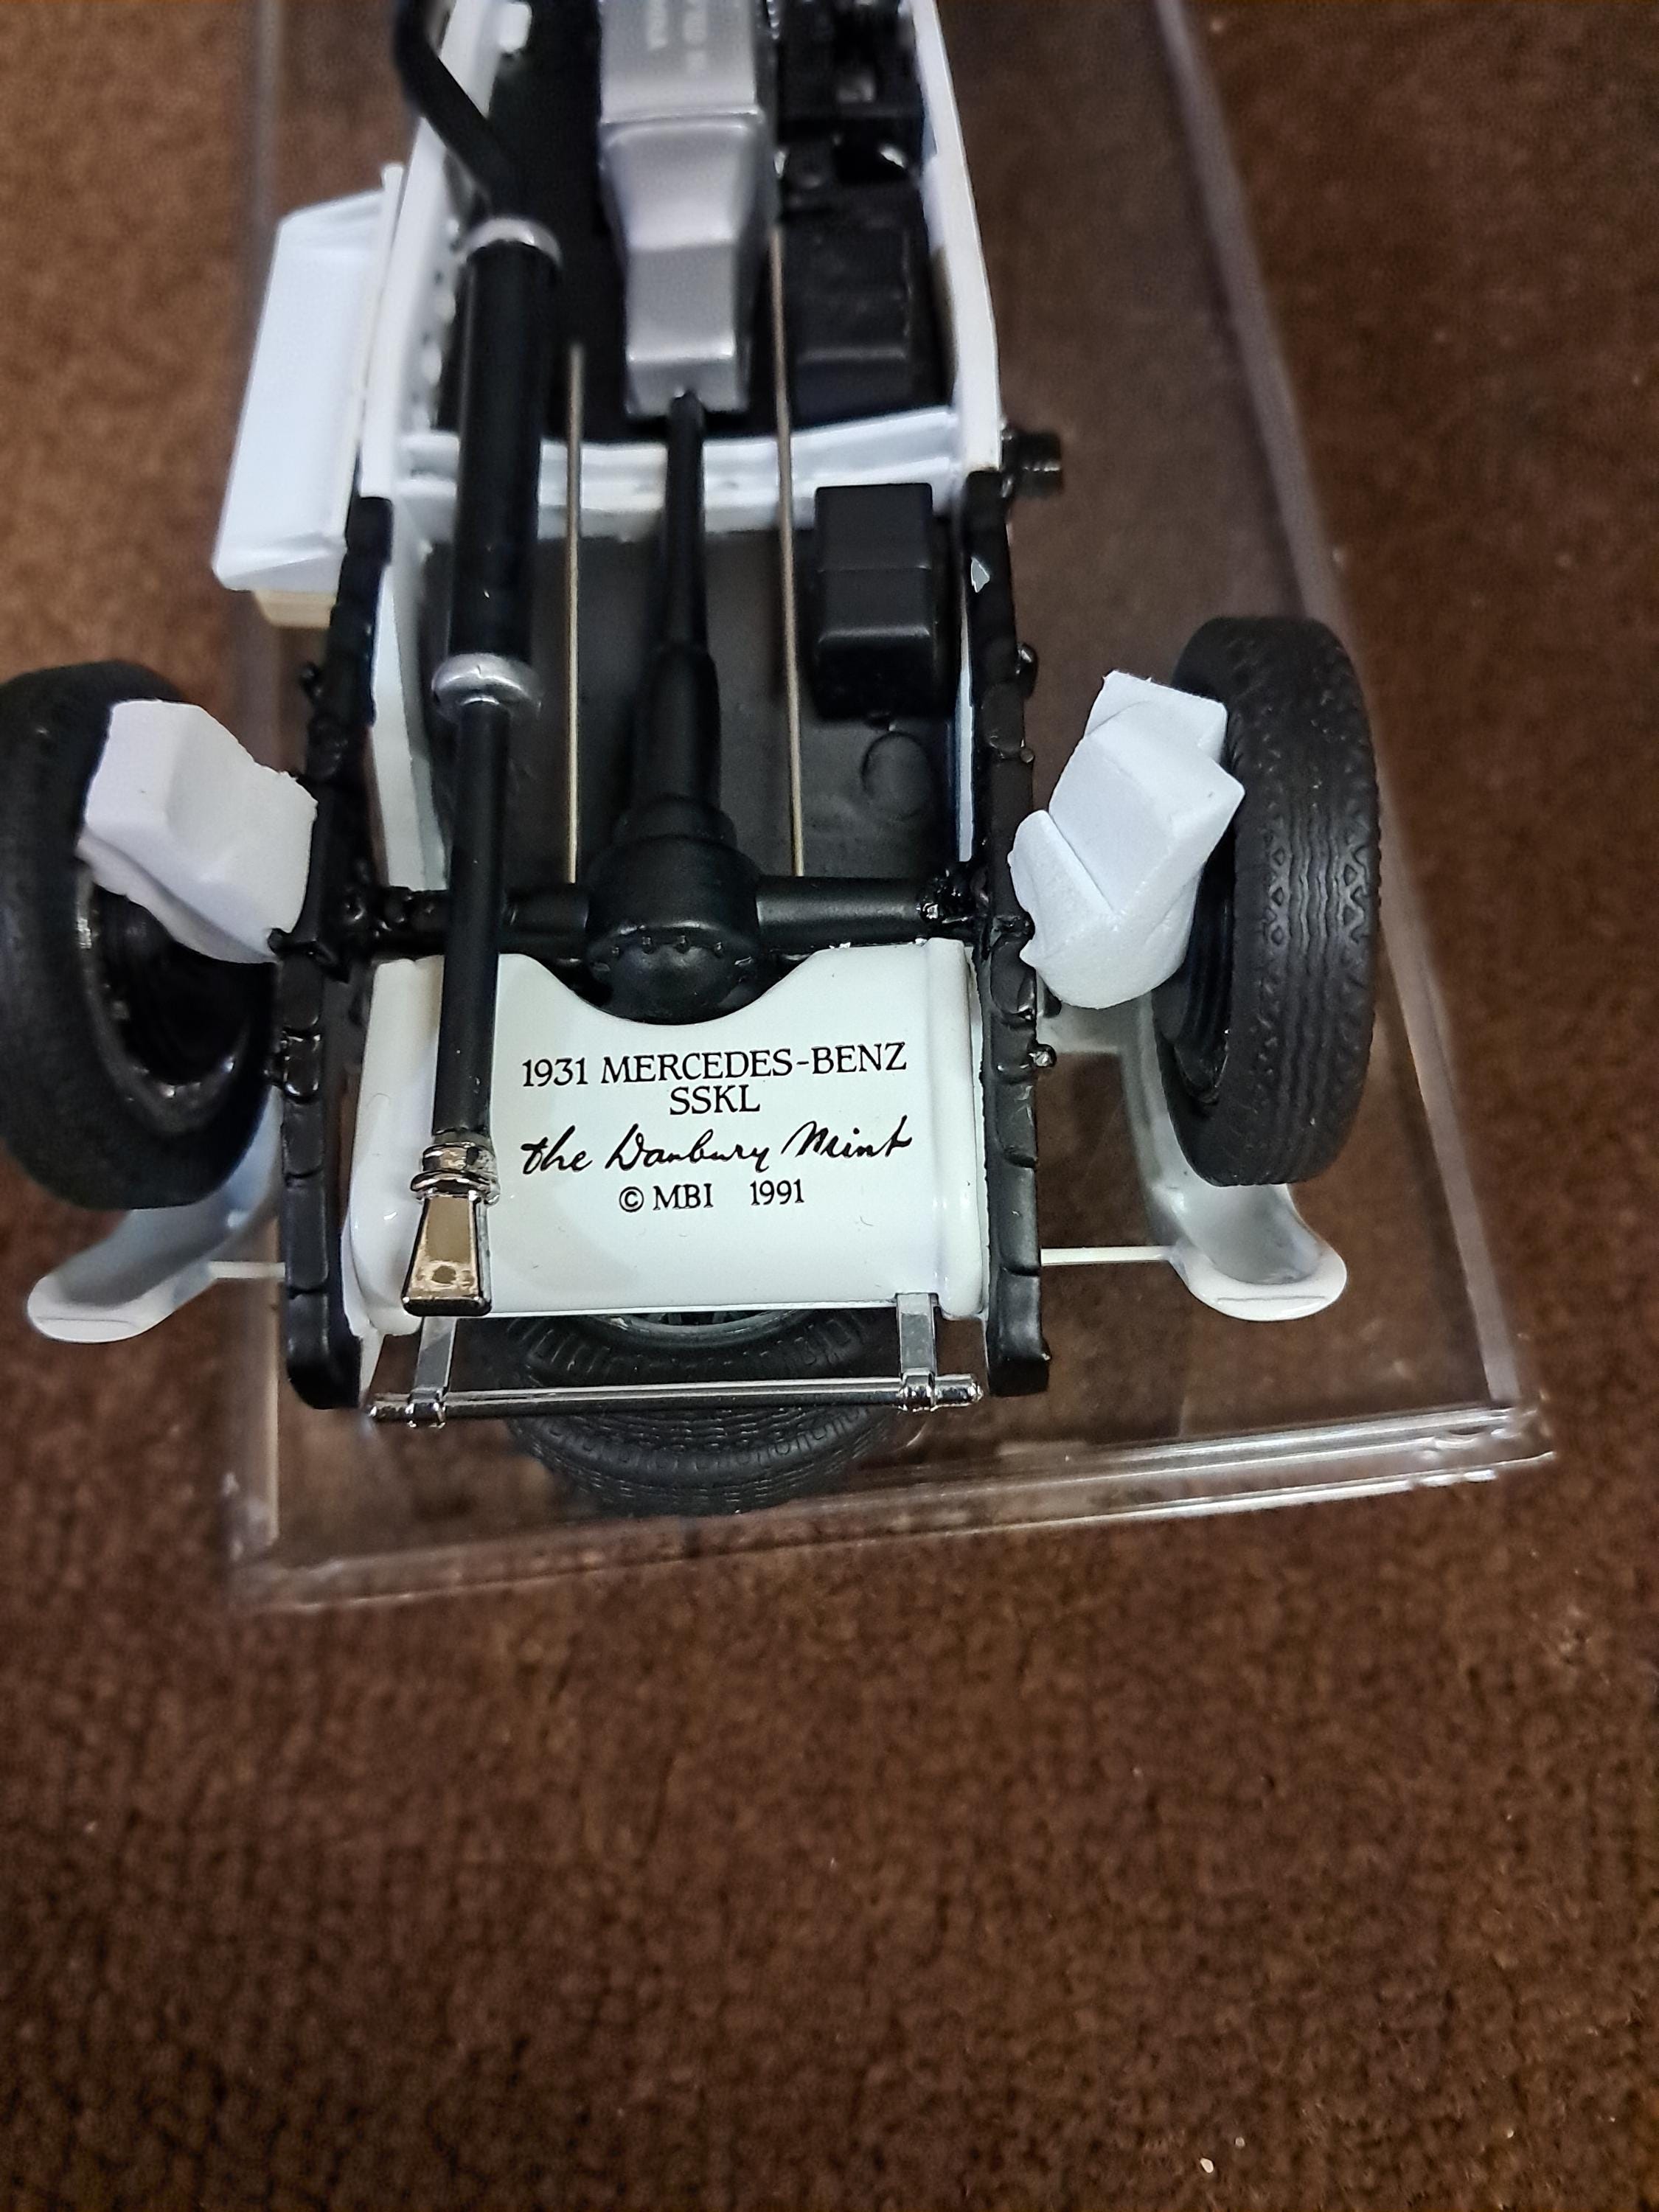 1931 MERCEDES-BENZ
SSKL
the Danbury Mint
© MBI 1991